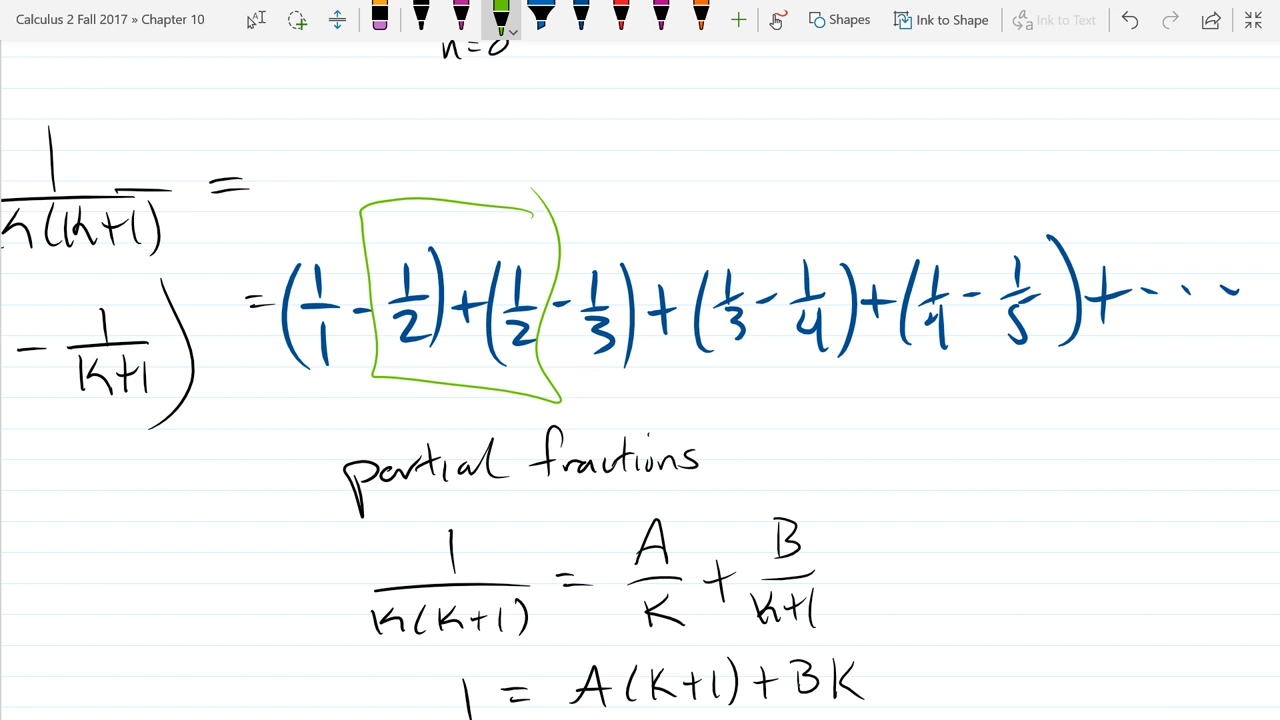 Calculus 2 Fall 2017 » Chapter 10 Shapes Ink to Shape Ink to Text
n=0
1/(k(k+1)) =
- 1/(k+1)) = (1/1 - 1/2) + (1/2 - 1/3) + (1/3 - 1/4) + (1/4 - 1/5) + ...
partial fractions
1/(k(k+1)) = A/k + B/(k+1)
1 = A(k+1) + Bk